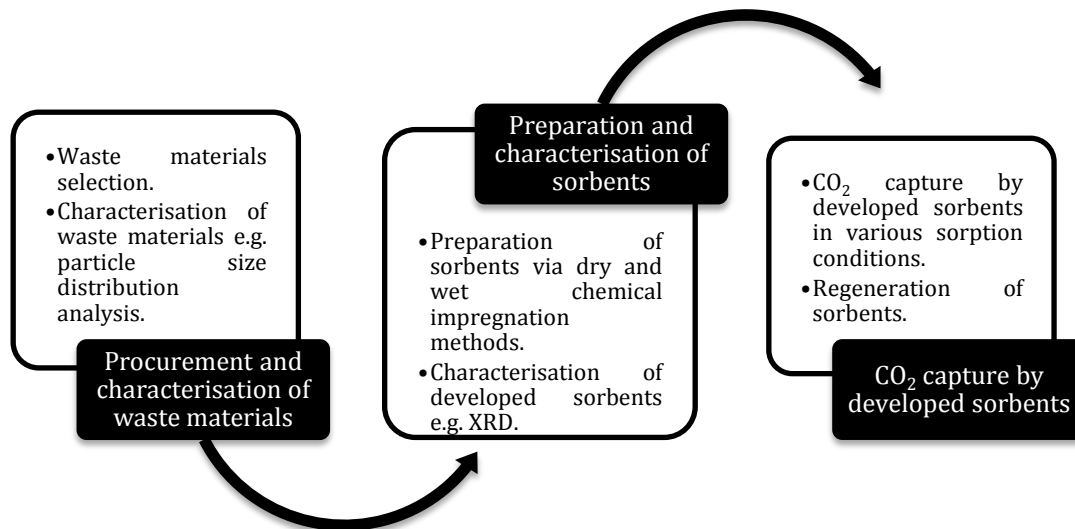 •Waste materials
selection.
•Characterisation of
waste materials e.g.
particle size
distribution
analysis.
Procurement and
characterisation of
waste materials
Preparation and
characterisation of
sorbents
•Preparation of
sorbents via dry and
wet chemical
impregnation
methods.
•Characterisation of
developed sorbents
e.g. XRD.
•CO₂ capture by
developed sorbents
in various sorption
conditions.
•Regeneration of
sorbents.
CO₂ capture by
developed sorbents